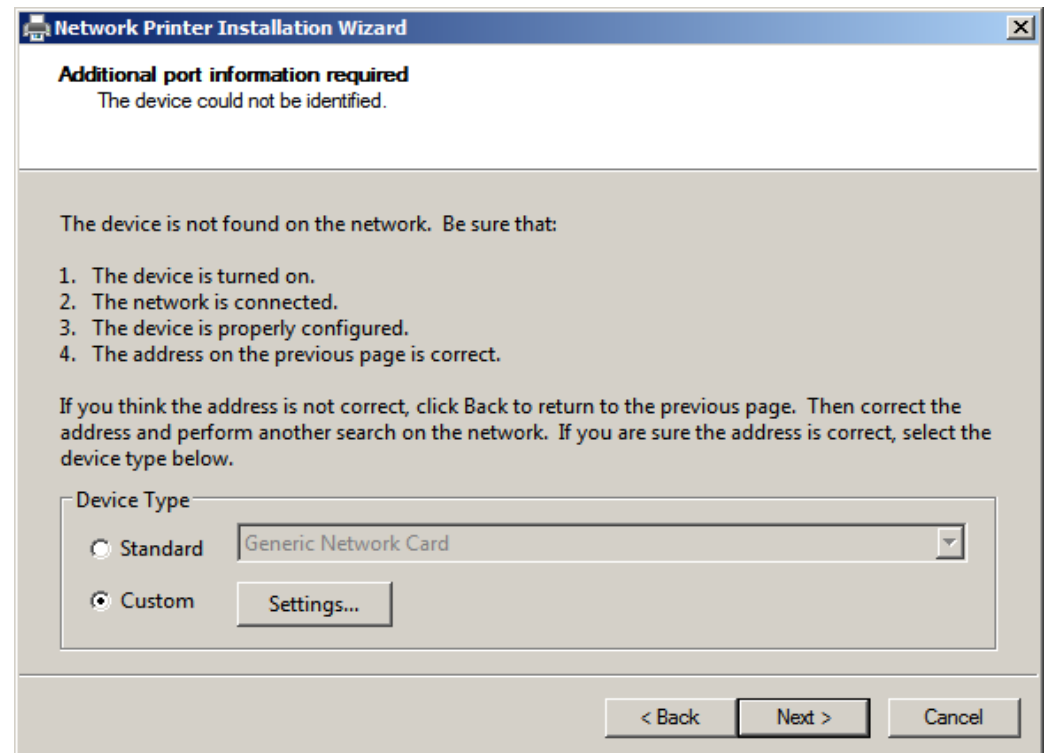 Network Printer Installation Wizard
Additional port information required
The device could not be identified.
The device is not found on the network.  Be sure that:
1.  The device is turned on.
2.  The network is connected.
3.  The device is properly configured.
4.  The address on the previous page is correct.
If you think the address is not correct, click Back to return to the previous page.  Then correct the
address and perform another search on the network.  If you are sure the address is correct, select the
device type below.
Device Type
Standard Generic Network Card
Custom Settings...
< Back Next > Cancel